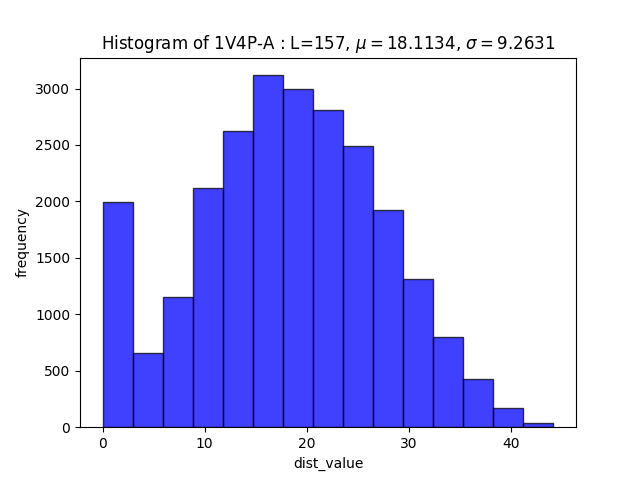 Histogram of 1V4P-A : L=157, μ = 18.1134, σ = 9.2631
3000
2500
2000
1500
1000
500
0
frequency
0 10 20 30 40
dist_value